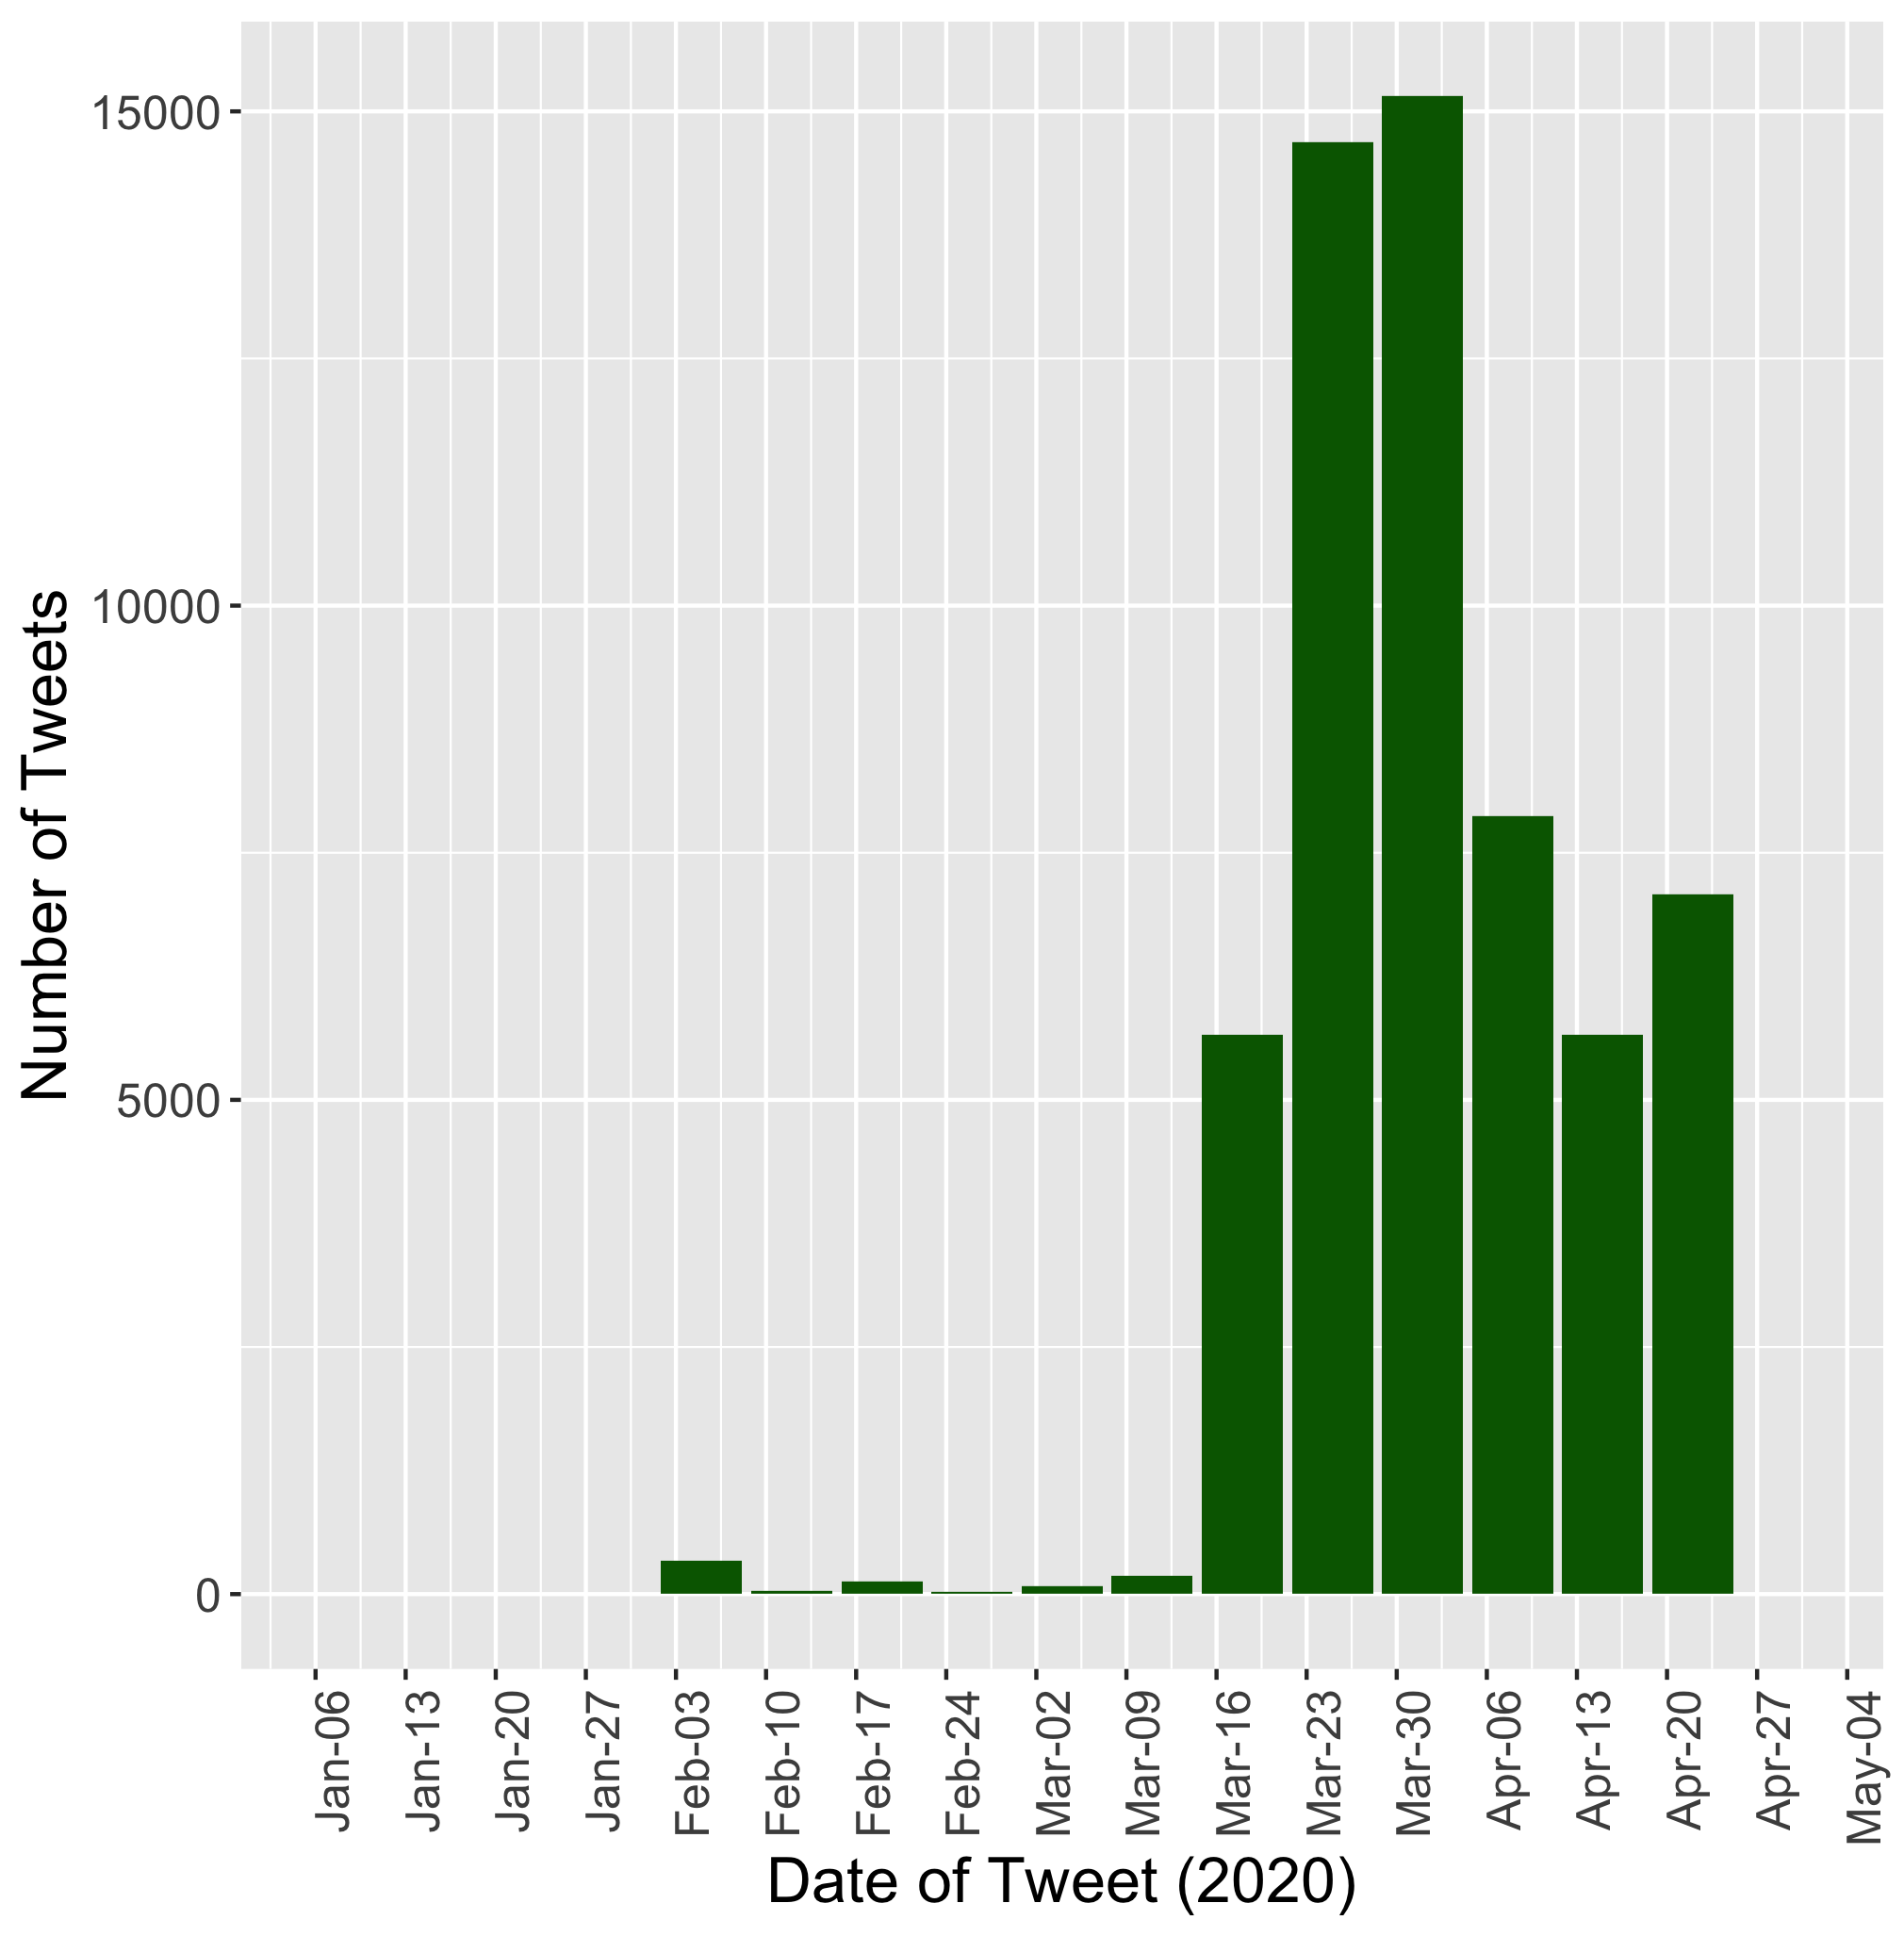 Number of Tweets
15000
10000
5000
0
Jan-06
Jan-13
Jan-20
Jan-27
Feb-03
Feb-10
Feb-17
Feb-24
Mar-02
Mar-09
Mar-16
Mar-23
Mar-30
Apr-06
Apr-13
Apr-20
Apr-27
May-04
Date of Tweet (2020)